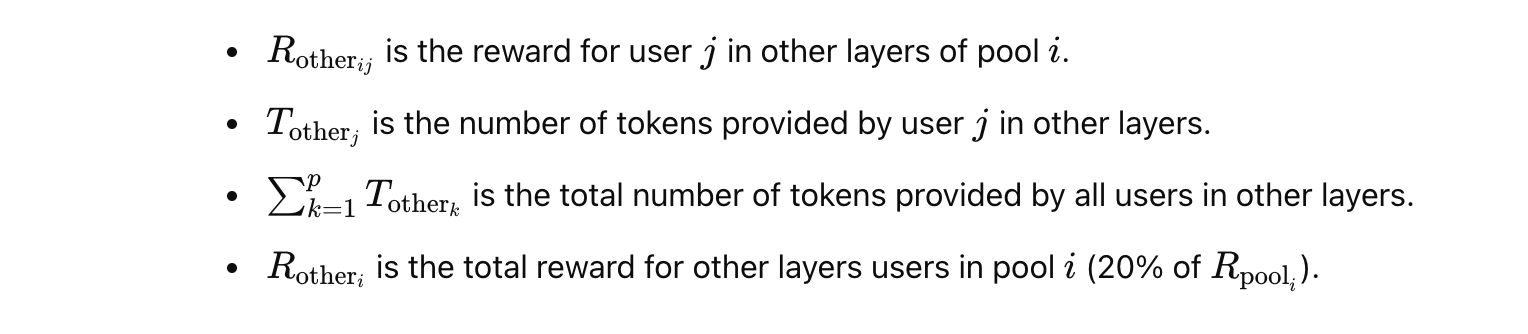 • $R_{\text{other}_{ij}}$ is the reward for user $j$ in other layers of pool $i$.
• $T_{\text{other}_j}$ is the number of tokens provided by user $j$ in other layers.
• $\sum_{k=1}^{p} T_{\text{other}_k}$ is the total number of tokens provided by all users in other layers.
• $R_{\text{other}_i}$ is the total reward for other layers users in pool $i$ (20% of $R_{\text{pool}_i}$).